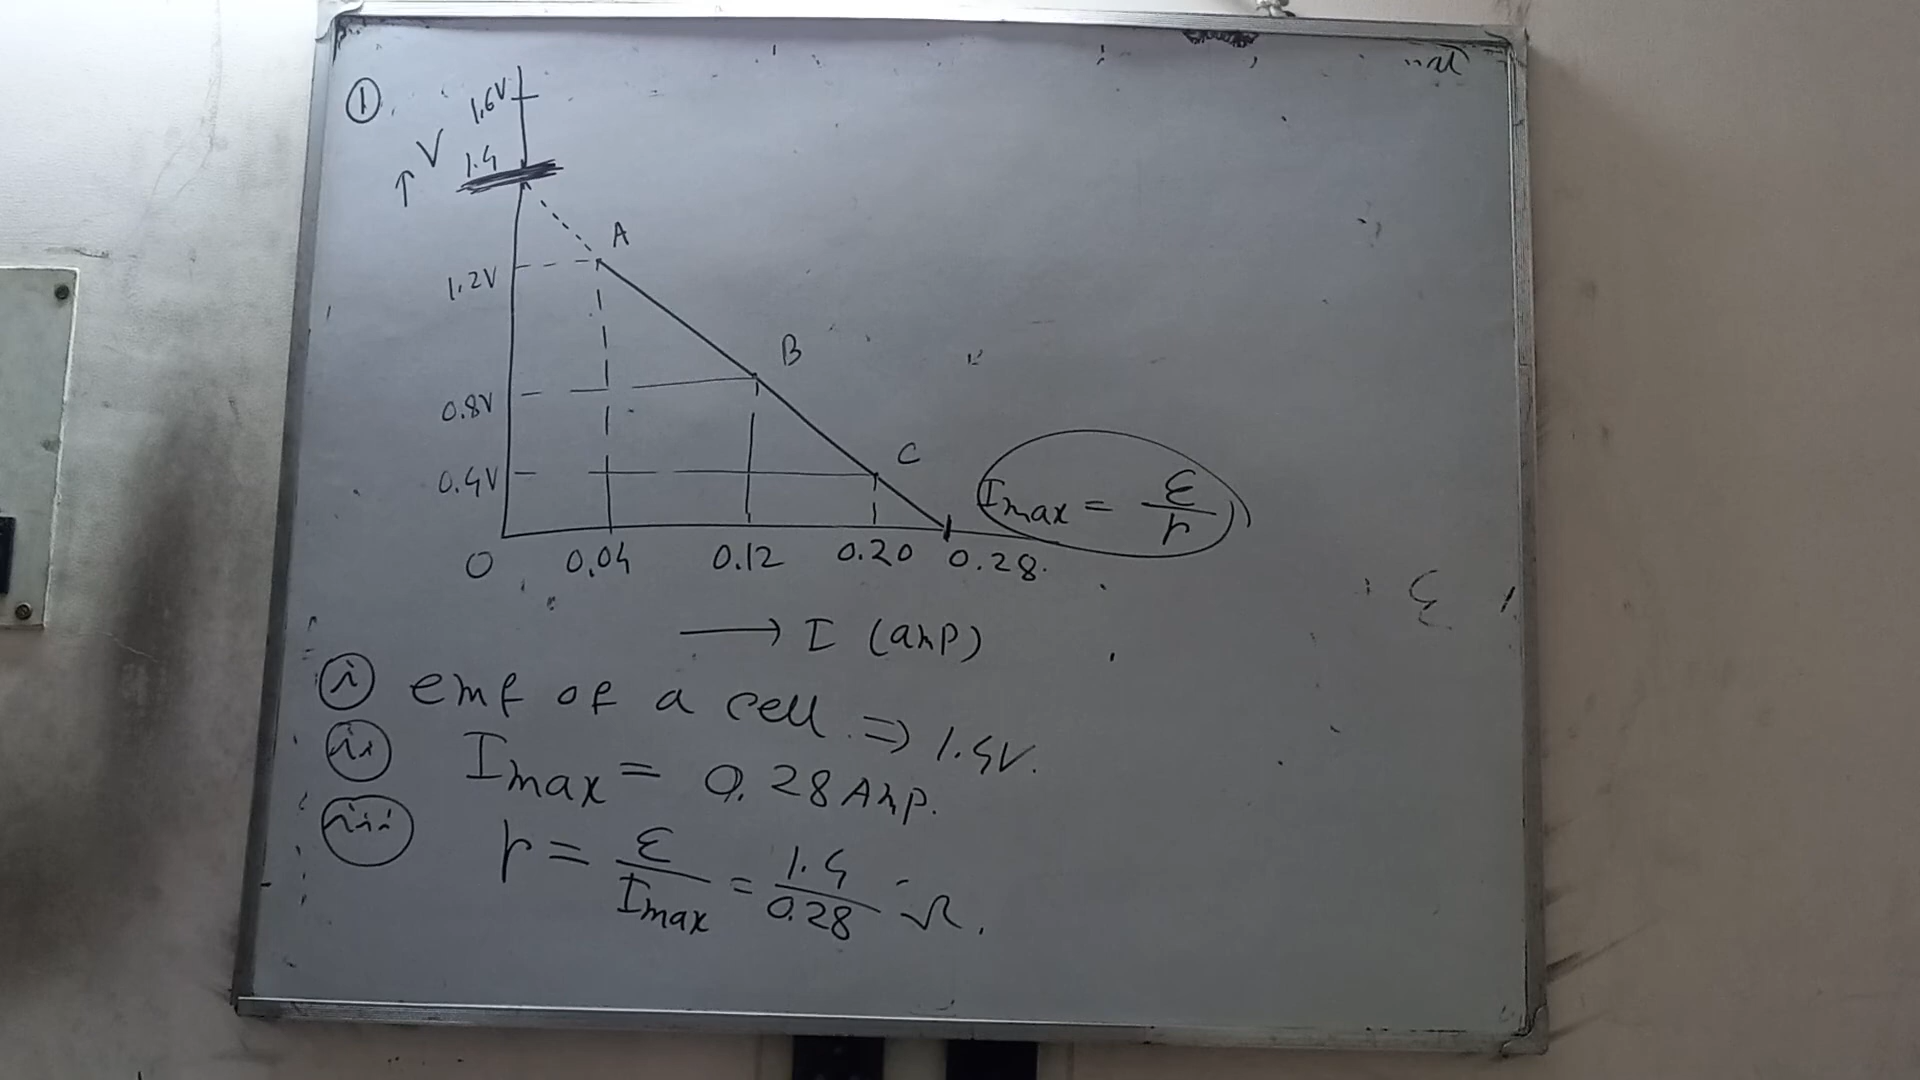 ①
1.6V
↑ V 1.4
A
1.2V
B
0.8V
C
0.4V
Imax = ε/r
O 0.04 0.12 0.20 0.28
→ I (amp)
(i) emf of a cell ⇒ 1.4V.
(ii) Imax = 0.28 Amp.
(iii) r = ε/Imax = 1.4/0.28 Ω.